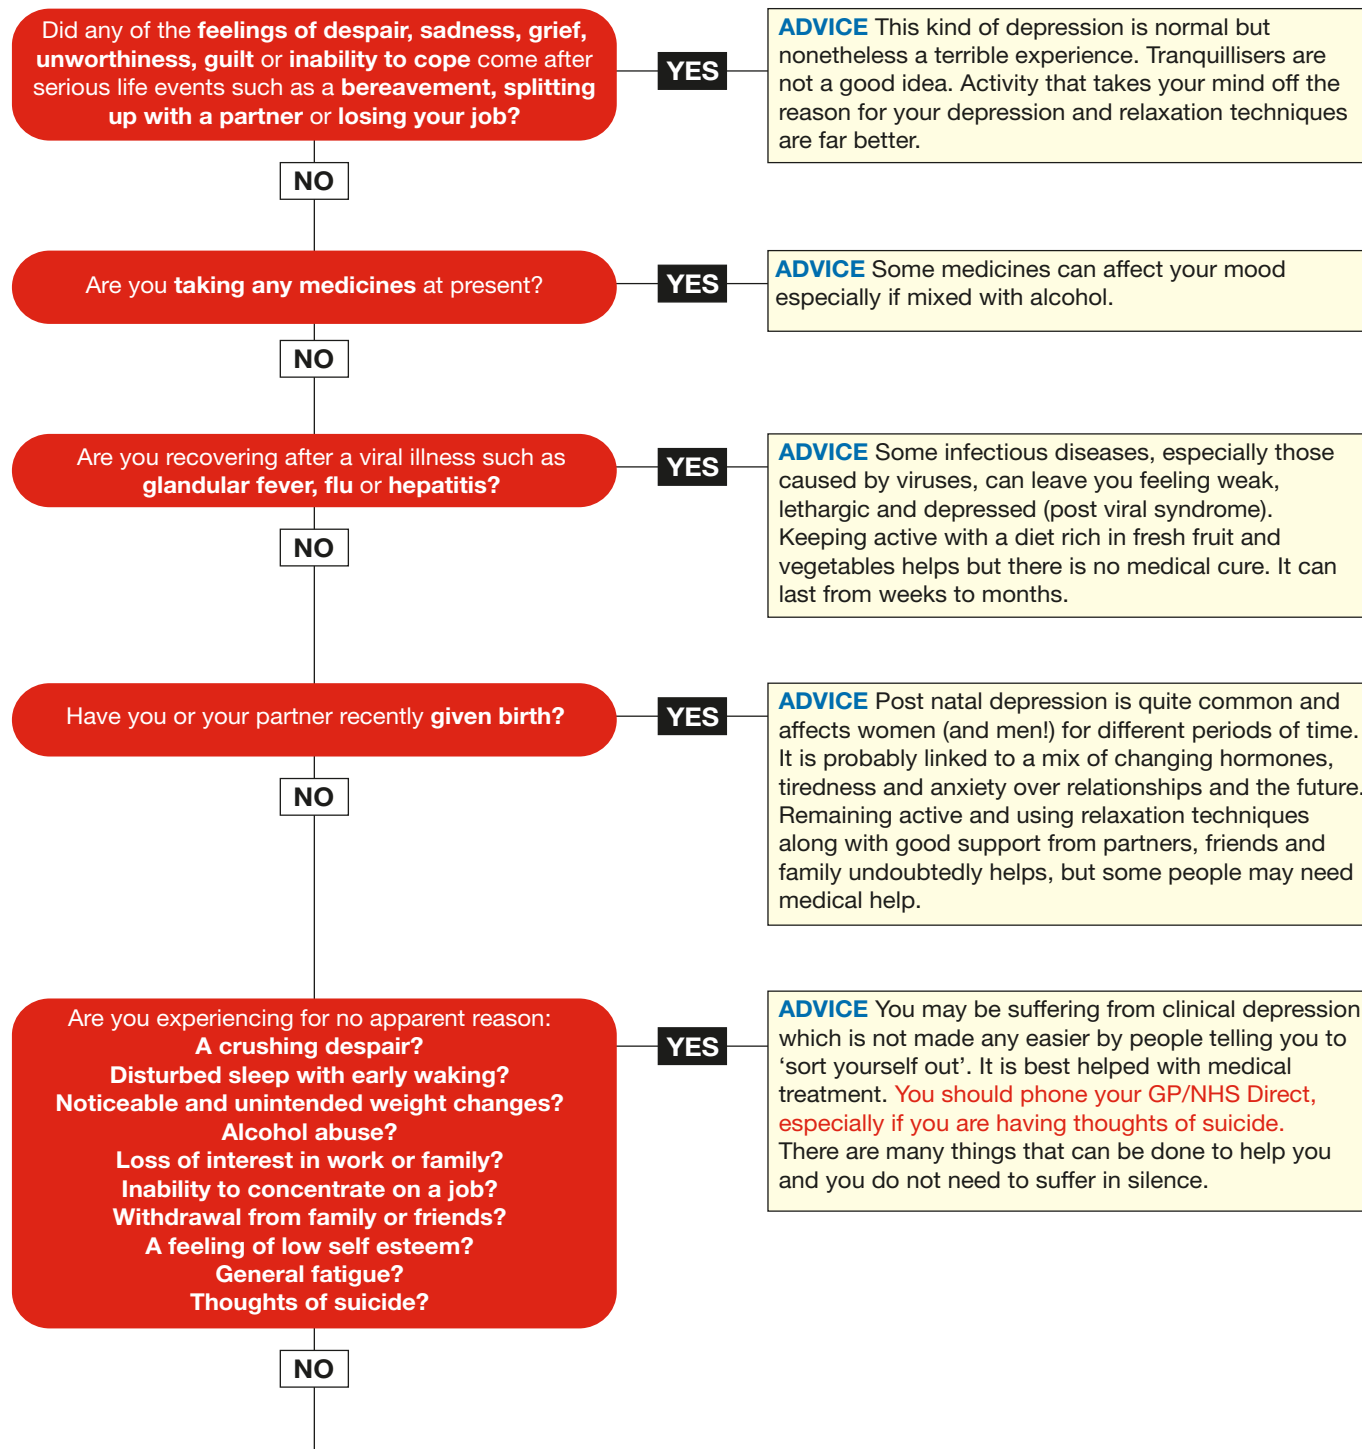 Did any of the feelings of despair, sadness, grief,
unworthiness, guilt or inability to cope come after
serious life events such as a bereavement, splitting
up with a partner or losing your job?
YES
ADVICE This kind of depression is normal but
nonetheless a terrible experience. Tranquillisers are
not a good idea. Activity that takes your mind off the
reason for your depression and relaxation techniques
are far better.
NO
Are you taking any medicines at present?
YES
ADVICE Some medicines can affect your mood
especially if mixed with alcohol.
NO
Are you recovering after a viral illness such as
glandular fever, flu or hepatitis?
YES
ADVICE Some infectious diseases, especially those
caused by viruses, can leave you feeling weak,
lethargic and depressed (post viral syndrome).
Keeping active with a diet rich in fresh fruit and
vegetables helps but there is no medical cure. It can
last from weeks to months.
NO
Have you or your partner recently given birth?
YES
ADVICE Post natal depression is quite common and
affects women (and men!) for different periods of time.
It is probably linked to a mix of changing hormones,
tiredness and anxiety over relationships and the future.
Remaining active and using relaxation techniques
along with good support from partners, friends and
family undoubtedly helps, but some people may need
medical help.
NO
Are you experiencing for no apparent reason:
A crushing despair?
Disturbed sleep with early waking?
Noticeable and unintended weight changes?
Alcohol abuse?
Loss of interest in work or family?
Inability to concentrate on a job?
Withdrawal from family or friends?
A feeling of low self esteem?
General fatigue?
Thoughts of suicide?
YES
ADVICE You may be suffering from clinical depression
which is not made any easier by people telling you to
‘sort yourself out’. It is best helped with medical
treatment. You should phone your GP/NHS Direct,
especially if you are having thoughts of suicide.
There are many things that can be done to help you
and you do not need to suffer in silence.
NO